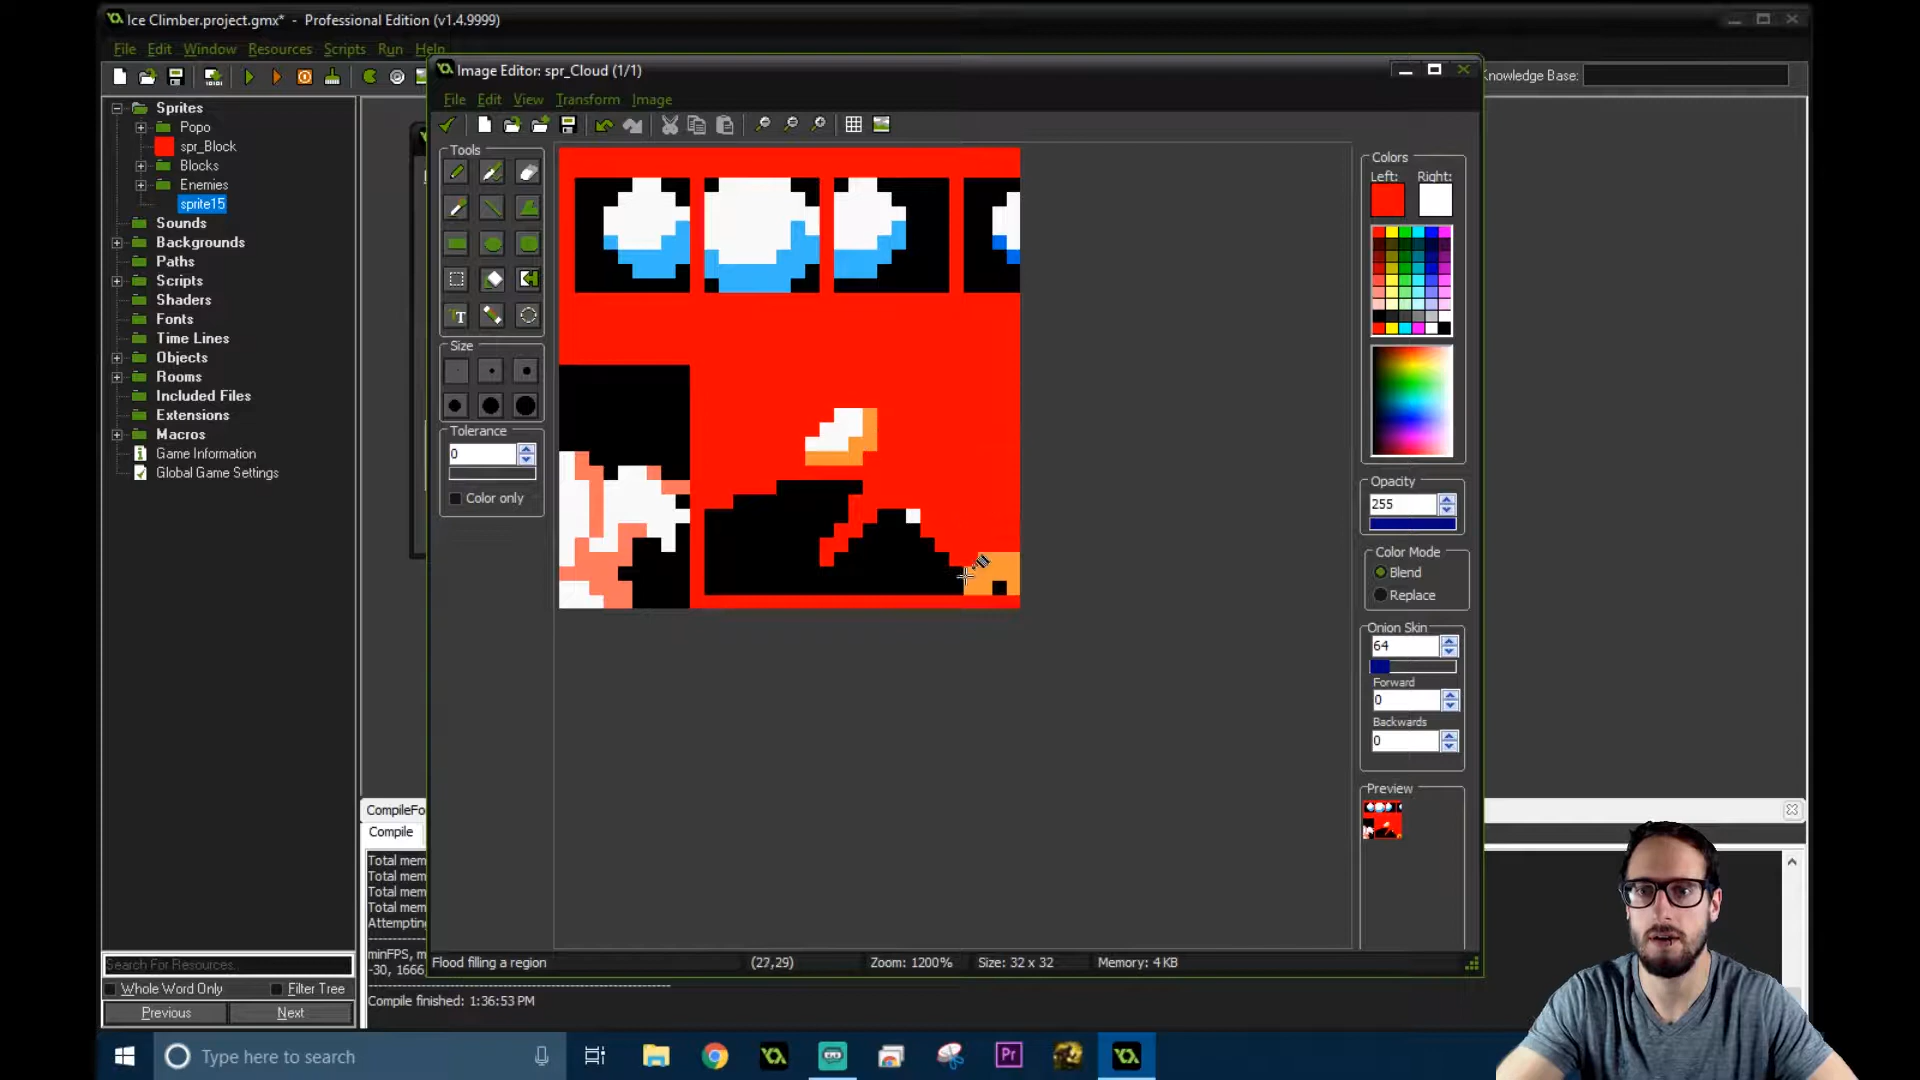 Ice Climber.project.gmx* - Professional Edition (v1.4.9999)
File Edit Window Resources Scripts Run Help
Knowledge Base:
Image Editor: spr_Cloud (1/1)
File Edit View Transform Image
Sprites
Popo
spr_Block
Blocks
Enemies
sprite15
Sounds
Backgrounds
Paths
Scripts
Shaders
Fonts
Time Lines
Objects
Rooms
Included Files
Extensions
Macros
Game Information
Global Game Settings
Search For Resources
Whole Word Only
Filter Tree
Previous
Next
Tools
T
Size
Tolerance
0
Color only
Colors
Left:
Right:
Opacity
255
Color Mode
Blend
Replace
Onion Skin
64
Forward
0
Backwards
0
Preview
Flood filling a region
(27,29)
Zoom: 1200%
Size: 32 x 32
Memory: 4 KB
Compile
Total mem
Total mem
Total mem
Total mem
Attempting
minFPS, m
-30, 1666
Compile finished: 1:36:53 PM
Type here to search
Pr